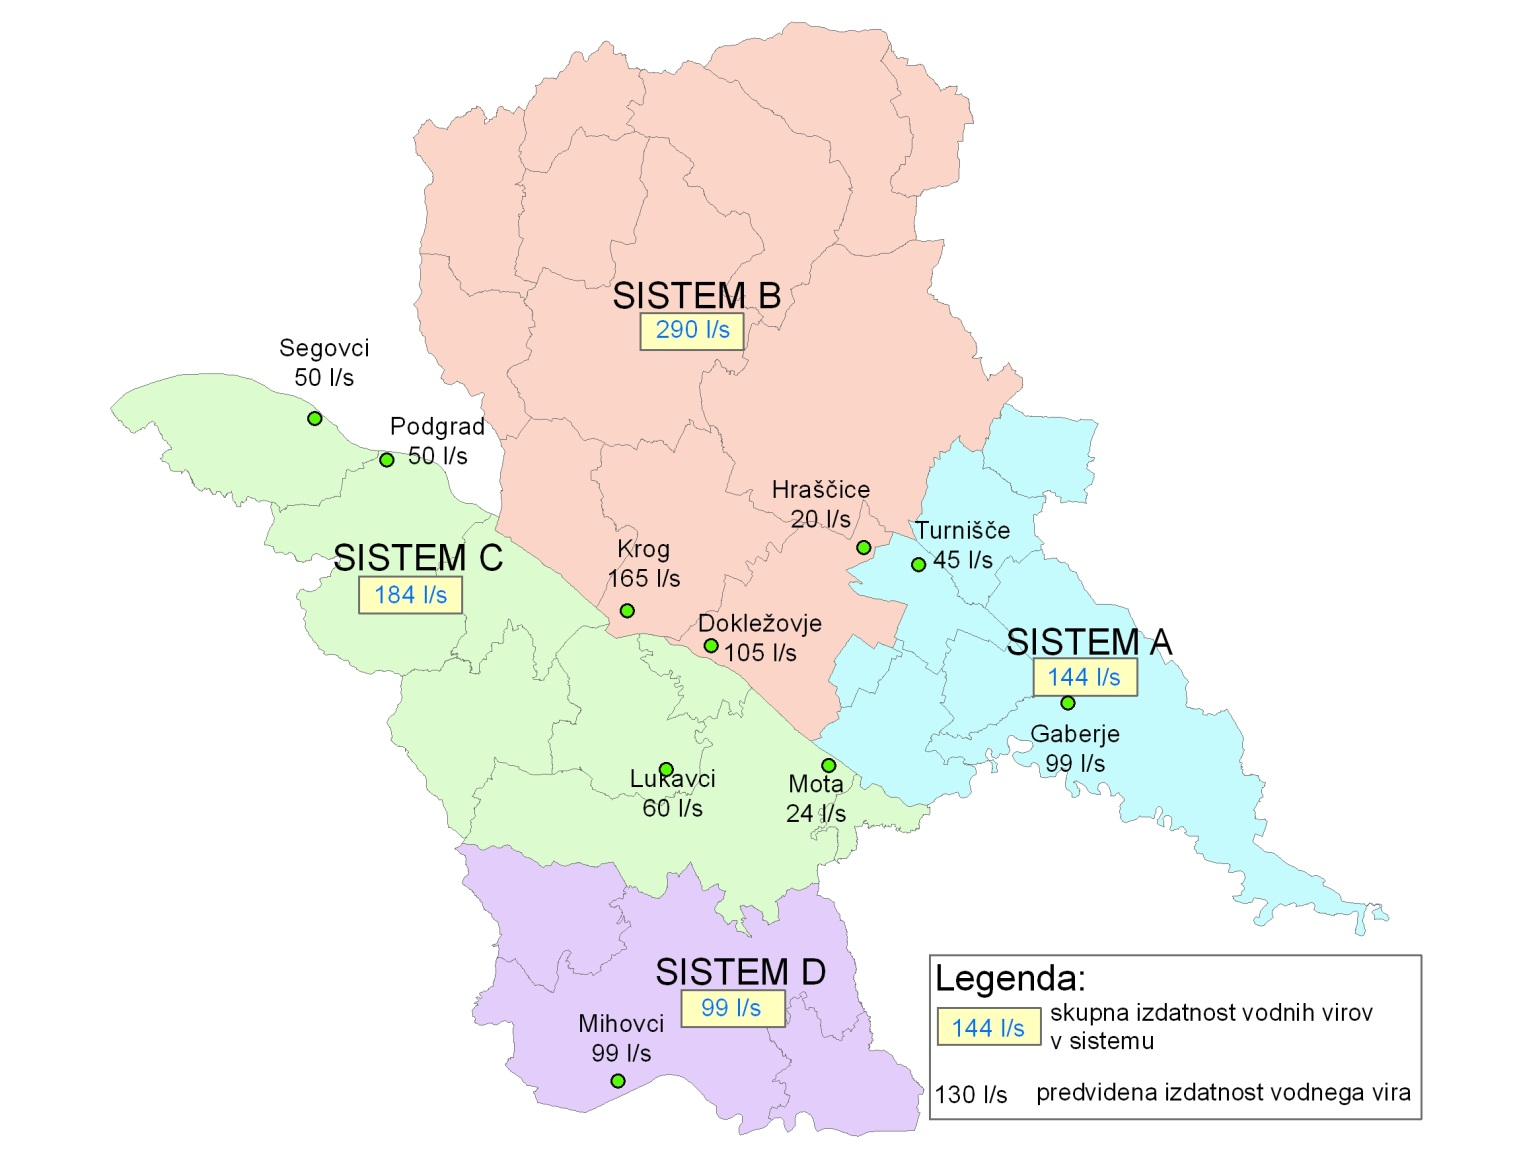 SISTEM B
290 l/s
Segovci
50 l/s
Podgrad
50 l/s
Hraščice
20 l/s
Turnišče
45 l/s
SISTEM C
184 l/s
Krog
165 l/s
Dokležovje
105 l/s
SISTEM A
144 l/s
Gaberje
99 l/s
Lukavci
60 l/s
Mota
24 l/s
SISTEM D
99 l/s
Mihovci
99 l/s
Legenda:
144 l/s
skupna izdatnost vodnih virov
v sistemu
130 l/s predvidena izdatnost vodnega vira